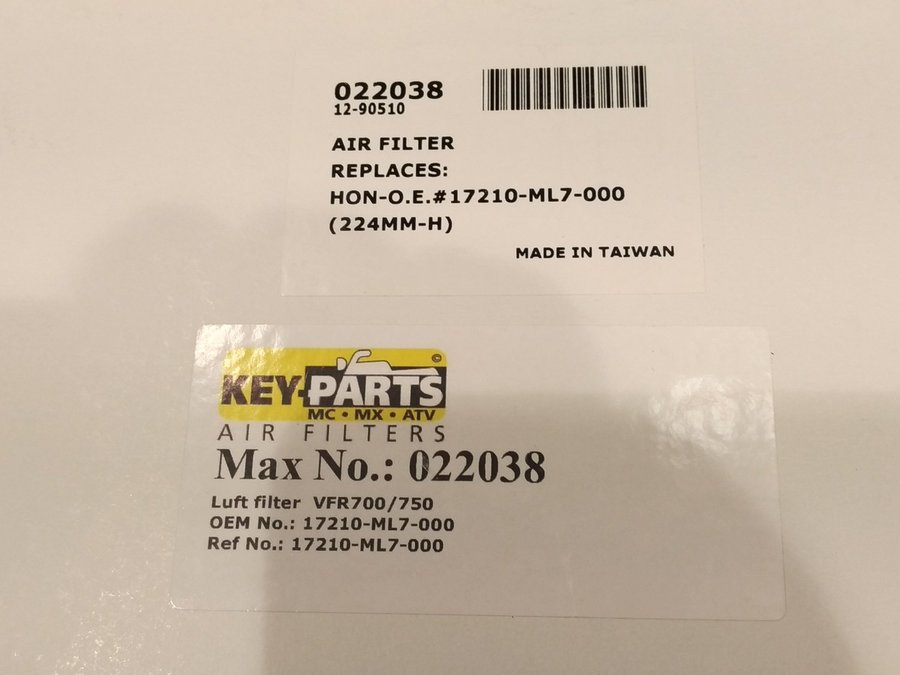 022038
12-90510
AIR FILTER
REPLACES:
HON-O.E.#17210-ML7-000
(224MM-H)
MADE IN TAIWAN
©
KEY-PARTS
MC • MX • ATV
AIR FILTERS
Max No.: 022038
Luft filter VFR700/750
OEM No.: 17210-ML7-000
Ref No.: 17210-ML7-000